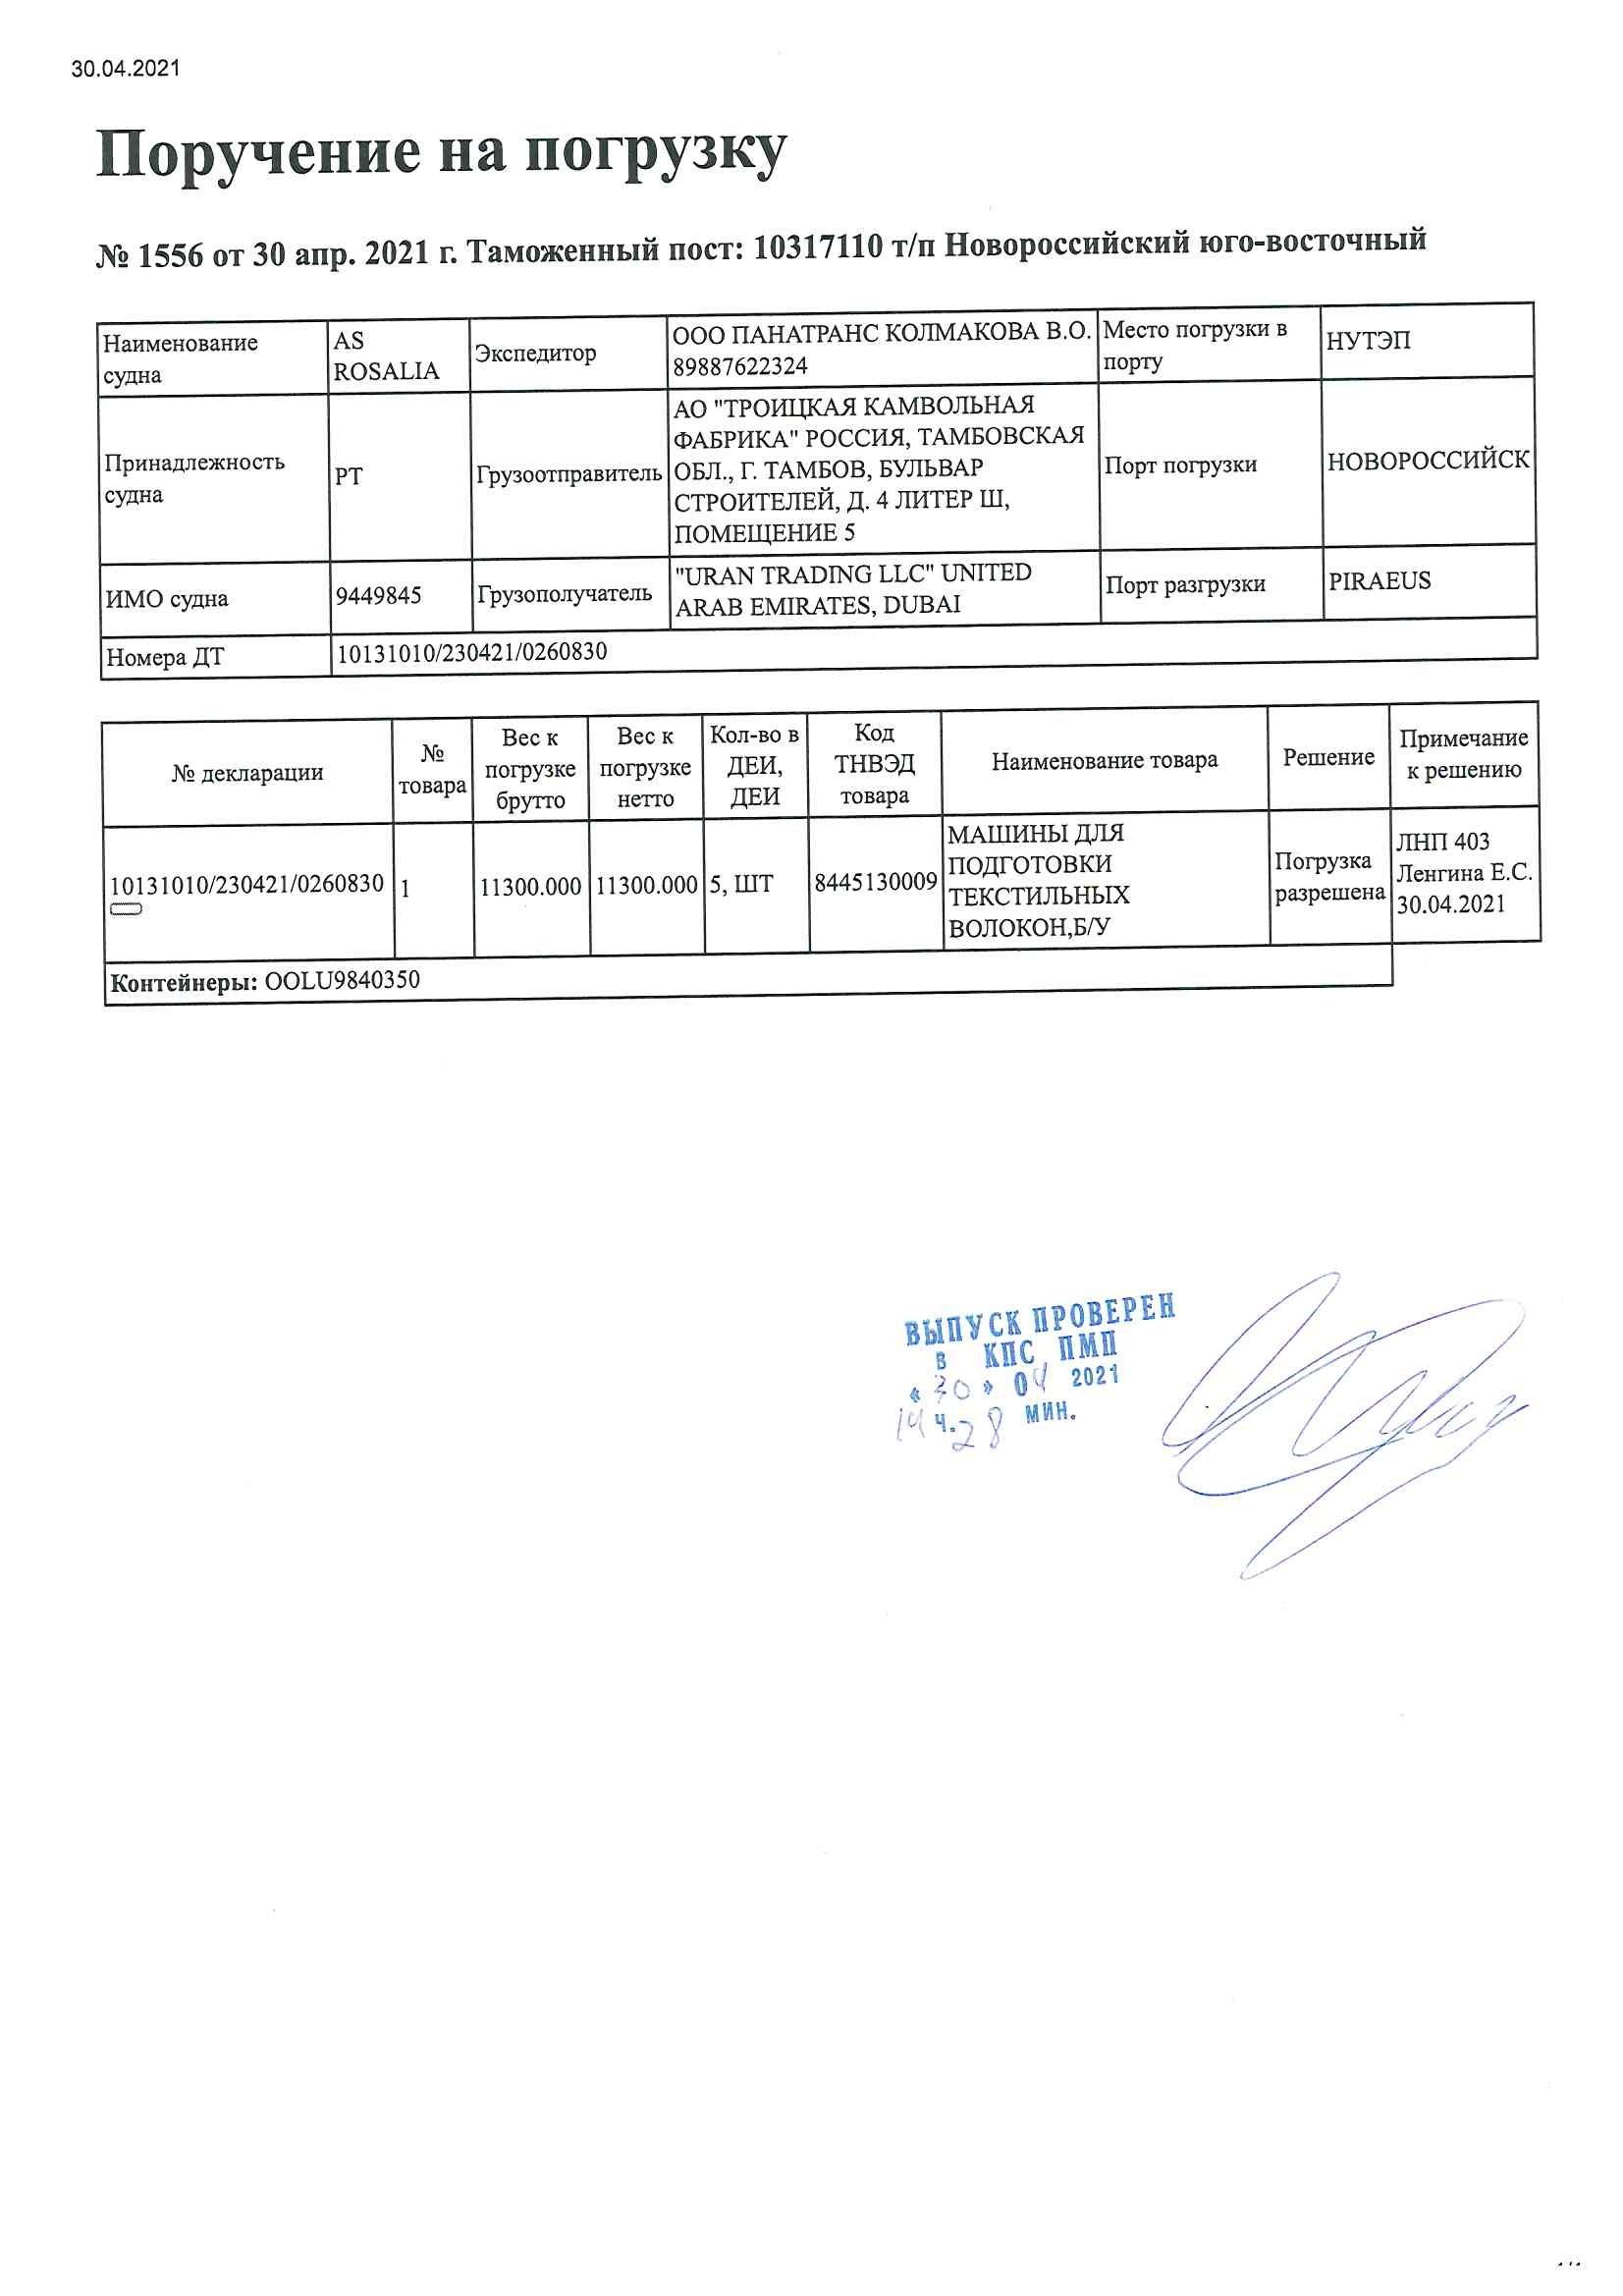 30.04.2021
Поручение на погрузку
№ 1556 от 30 апр. 2021 г. Таможенный пост: 10317110 т/п Новороссийский юго-восточный
Наименование судна
AS ROSALIA
Экспедитор
ООО ПАНАТРАНС КОЛМАКОВА В.О.
89887622324
Место погрузки в порту
НУТЭП
Принадлежность судна
PT
Грузоотправитель
АО "ТРОИЦКАЯ КАМВОЛЬНАЯ
ФАБРИКА" РОССИЯ, ТАМБОВСКАЯ
ОБЛ., Г. ТАМБОВ, БУЛЬВАР
СТРОИТЕЛЕЙ, Д. 4 ЛИТЕР Ш,
ПОМЕЩЕНИЕ 5
Порт погрузки
НОВОРОССИЙСК
ИМО судна
9449845
Грузополучатель
"URAN TRADING LLC" UNITED
ARAB EMIRATES, DUBAI
Порт разгрузки
PIRAEUS
Номера ДТ
10131010/230421/0260830
№ декларации
№ товара
Вес к погрузке брутто
Вес к погрузке нетто
Кол-во в ДЕИ, ДЕИ
Код ТНВЭД товара
Наименование товара
Решение
Примечание к решению
10131010/230421/0260830
1
11300.000
11300.000
5, ШТ
8445130009
МАШИНЫ ДЛЯ
ПОДГОТОВКИ
ТЕКСТИЛЬНЫХ
ВОЛОКОН,Б/У
Погрузка
разрешена
ЛНП 403
Ленгина Е.С.
30.04.2021
Контейнеры: OOLU9840350
ВЫПУСК ПРОВЕРЕН
в КПС ПМП
« 30 » 04 2021
14 ч. 28 мин.